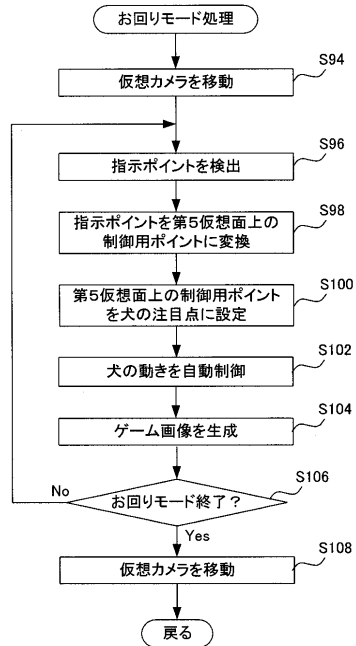 お回りモード処理
S94
仮想カメラを移動
S96
指示ポイントを検出
S98
指示ポイントを第5仮想面上の
制御用ポイントに変換
S100
第5仮想面上の制御用ポイント
を犬の注目点に設定
S102
犬の動きを自動制御
S104
ゲーム画像を生成
S106
No
お回りモード終了？
Yes
S108
仮想カメラを移動
戻る